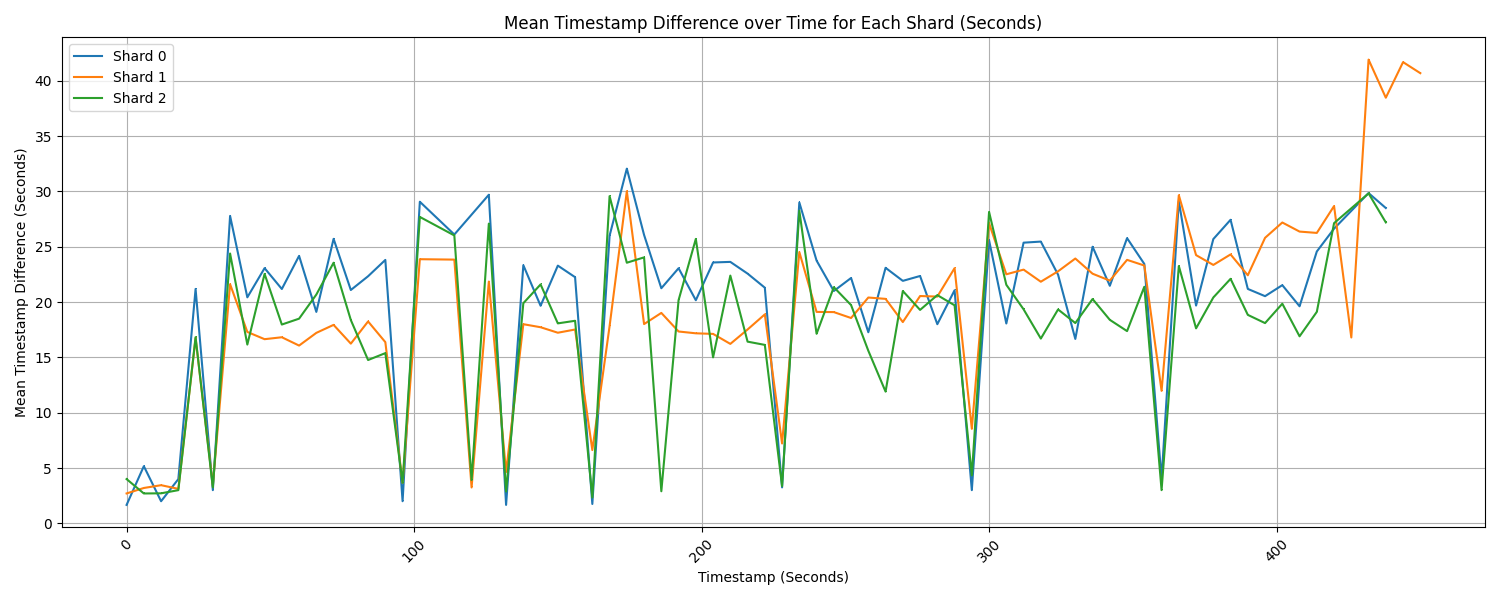 Mean Timestamp Difference over Time for Each Shard (Seconds)
Shard 0
Shard 1
Shard 2
Mean Timestamp Difference (Seconds)
40
35
30
25
20
15
10
5
0
0
100
200
300
400
Timestamp (Seconds)